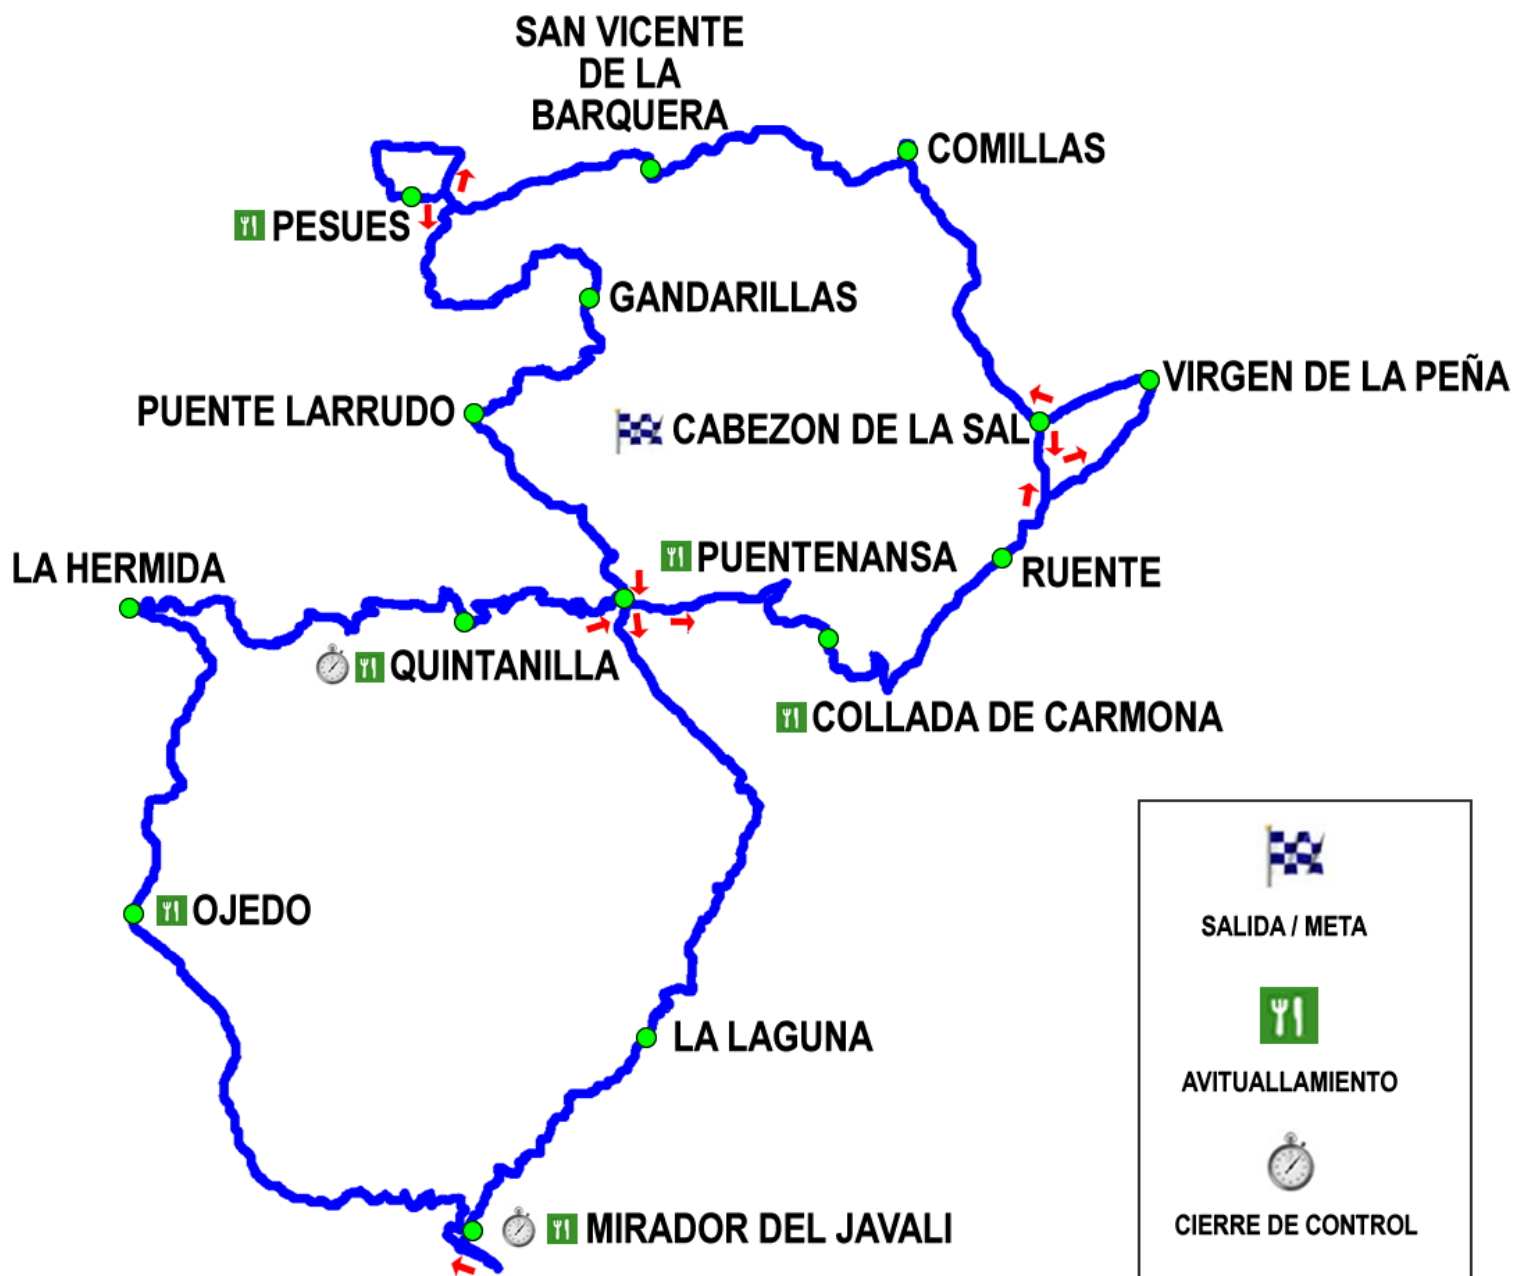 SAN VICENTE
DE LA
BARQUERA
COMILLAS
PESUES
GANDARILLAS
VIRGEN DE LA PEÑA
PUENTE LARRUDO
CABEZON DE LA SAL
PUENTENANSA
LA HERMIDA
RUENTE
QUINTANILLA
COLLADA DE CARMONA
OJEDO
SALIDA / META
LA LAGUNA
AVITUALLAMIENTO
MIRADOR DEL JAVALI
CIERRE DE CONTROL